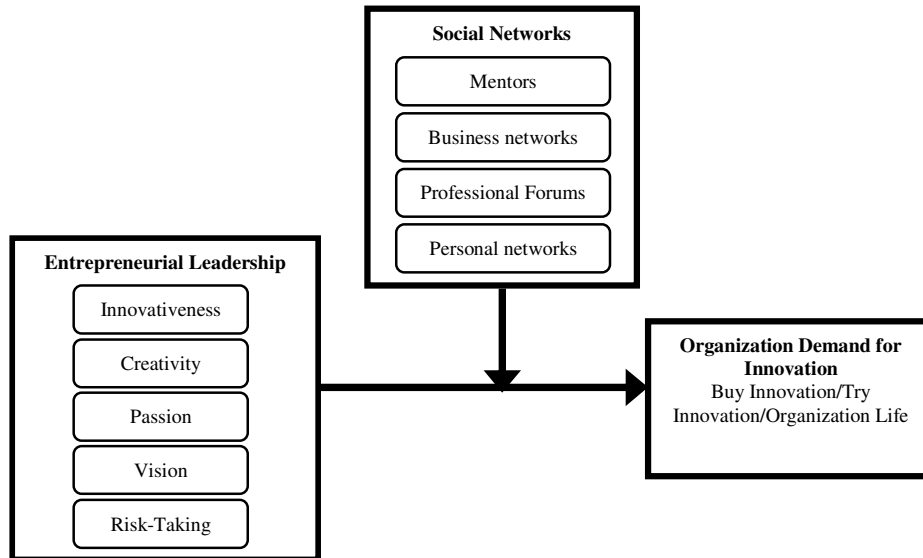 Social Networks
Mentors
Business networks
Professional Forums
Personal networks
Entrepreneurial Leadership
Innovativeness
Creativity
Passion
Vision
Risk-Taking
Organization Demand for
Innovation
Buy Innovation/Try
Innovation/Organization Life